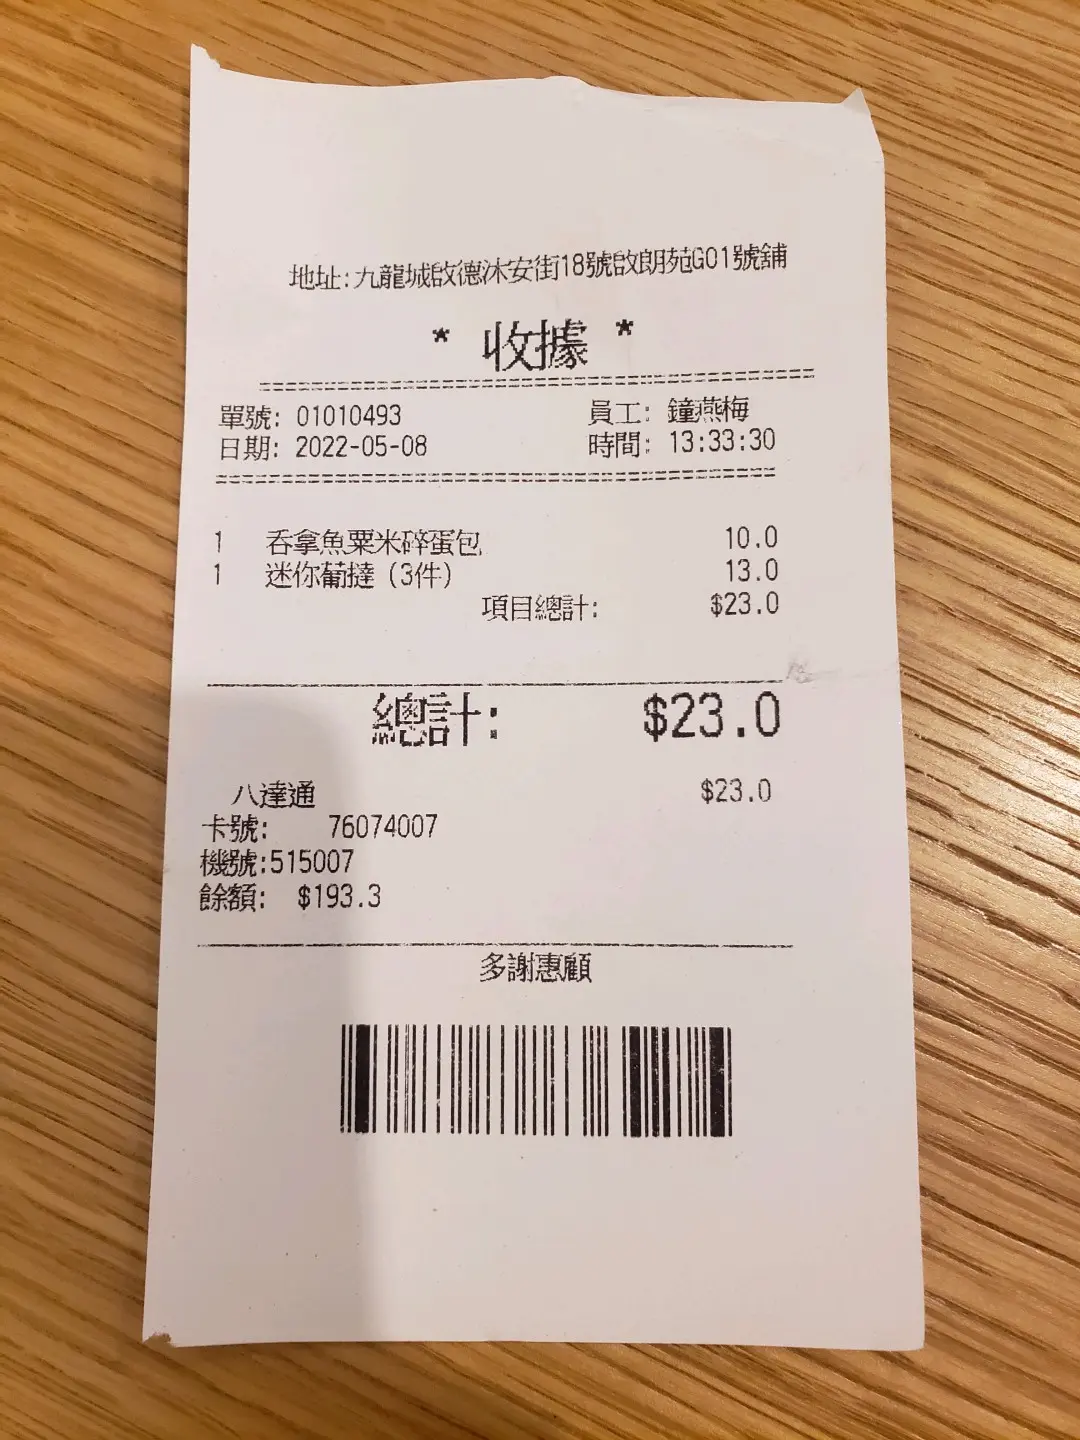 地址:九龍城啟德沐安街18號啟朗苑G01號舖
* 收據 *
單號: 01010493 員工: 鐘燕梅
日期: 2022-05-08 時間: 13:33:30
1 吞拿魚粟米碎蛋包 10.0
1 迷你葡撻 (3件) 13.0
項目總計: $23.0
總計: $23.0
八達通 $23.0
卡號: 76074007
機號:515007
餘額: $193.3
多謝惠顧